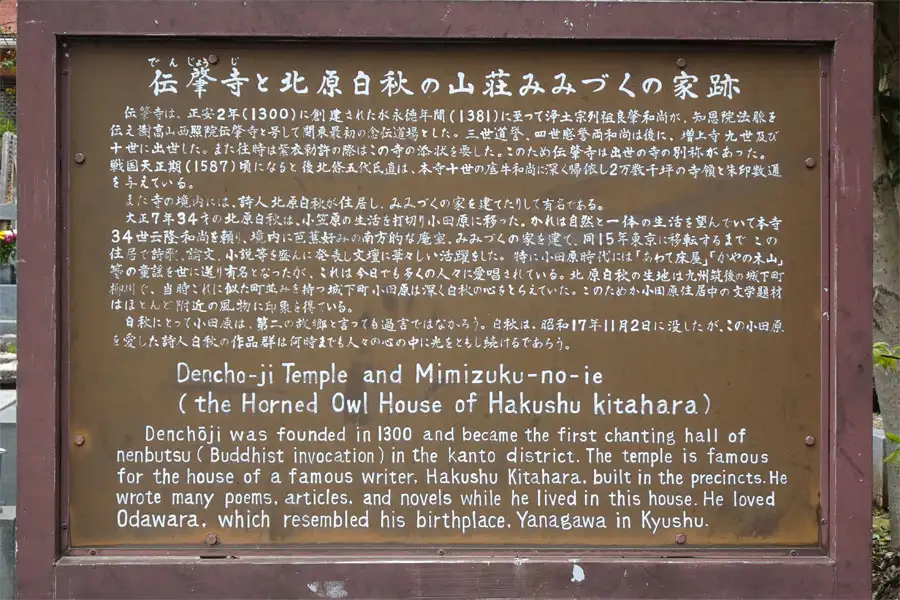 でんじょうじ
伝肇寺と北原白秋の山荘みみづくの家跡
伝肇寺は、正安2年(1300)に創建された永徳年間(1381)に至って浄土宗列祖良肇和尚が、知恩院法脈を
伝え樹高山西照院伝肇寺と号して関東最初の念伝道場とした。三世道誉、四世感誉両和尚は後に、増上寺九世及び
十世に出世した。また往時は紫衣勅許の際はこの寺の添状を要した。このため伝肇寺は出世の寺の別称があった。
戦国天正期(1587)頃になると後北條五代氏直は、本寺十世の底牛和尚に深く帰依し2万数千坪の寺領と朱印数通
を与えている。
また寺の境内には、詩人北原白秋が住居し、みみづくの家を建てたりして有名である。
大正7年34才の北原白秋は、小笠原の生活を打切り小田原に移った。かれは自然と一体の生活を望んでいて本寺
34世云隆和尚を頼り、境内に芭蕉好みの南方的な庵室、みみづくの家を建て、同15年東京に移転するまでこの
住居で詩歌、論文、小説等を盛んに発表し文壇に華々しい活躍をした。特に小田原時代には「あわて床屋」「かやの木山」
等の童謡を世に送り有名となったが、これは今日でも多くの人々に愛唱されている。北原白秋の生地は九州筑後の城下町
柳川で、当時これに似た町並みを持つ城下町小田原は深く白秋の心をとらえていた。このためか小田原住居中の文学題材
はほとんど附近の風物に印象を得ている。
白秋にとって小田原は、第二の故郷と言っても過言ではなかろう。白秋は、昭和17年11月2日に没したが、この小田原
を愛した詩人白秋の作品群は何時までも人々の心の中に光をともし続けるであろう。
Dencho-ji Temple and Mimizuku-no-ie
(the Horned Owl House of Hakushu kitahara)
Denchōji was founded in 1300 and became the first chanting hall of
nenbutsu (Buddhist invocation) in the kanto district. The temple is famous
for the house of a famous writer, Hakushu Kitahara, built in the precincts. He
wrote many poems, articles, and novels while he lived in this house. He loved
Odawara, which resembled his birthplace, Yanagawa in Kyushu.